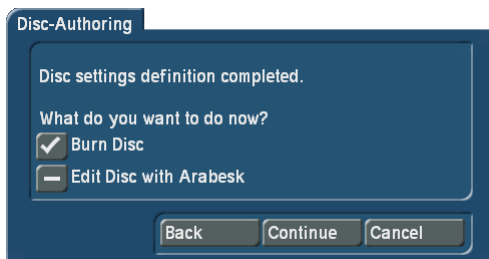 Disc-Authoring
Disc settings definition completed.
What do you want to do now?
Burn Disc
Edit Disc with Arabesk
Back Continue Cancel